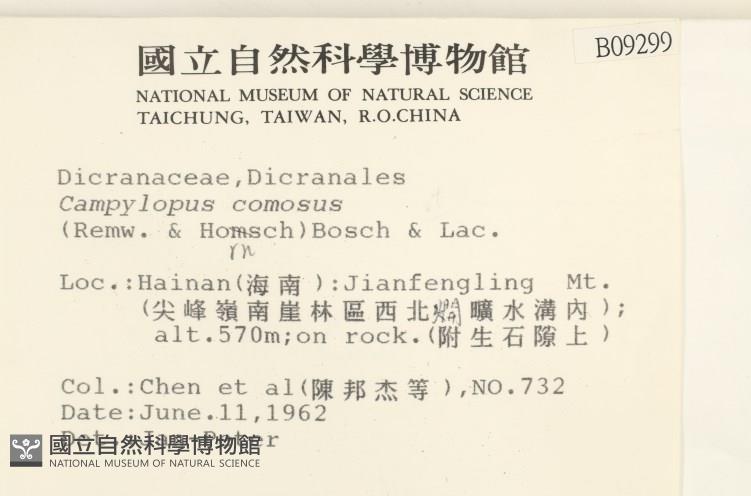 國立自然科學博物館
B09299
NATIONAL MUSEUM OF NATURAL SCIENCE
TAICHUNG, TAIWAN, R.O.CHINA
Dicranaceae,Dicranales
Campylopus comosus
(Remw. & Homsch)Bosch & Lac.
rn
Loc.:Hainan(海南):Jianfengling Mt.
(尖峰嶺南崖林區西北爛曠水溝內);
alt.570m;on rock.(附生石隙上)
Col.:Chen et al(陳邦杰等),NO.732
Date:June.11,1962
國立自然科學博物館
NATIONAL MUSEUM OF NATURAL SCIENCE